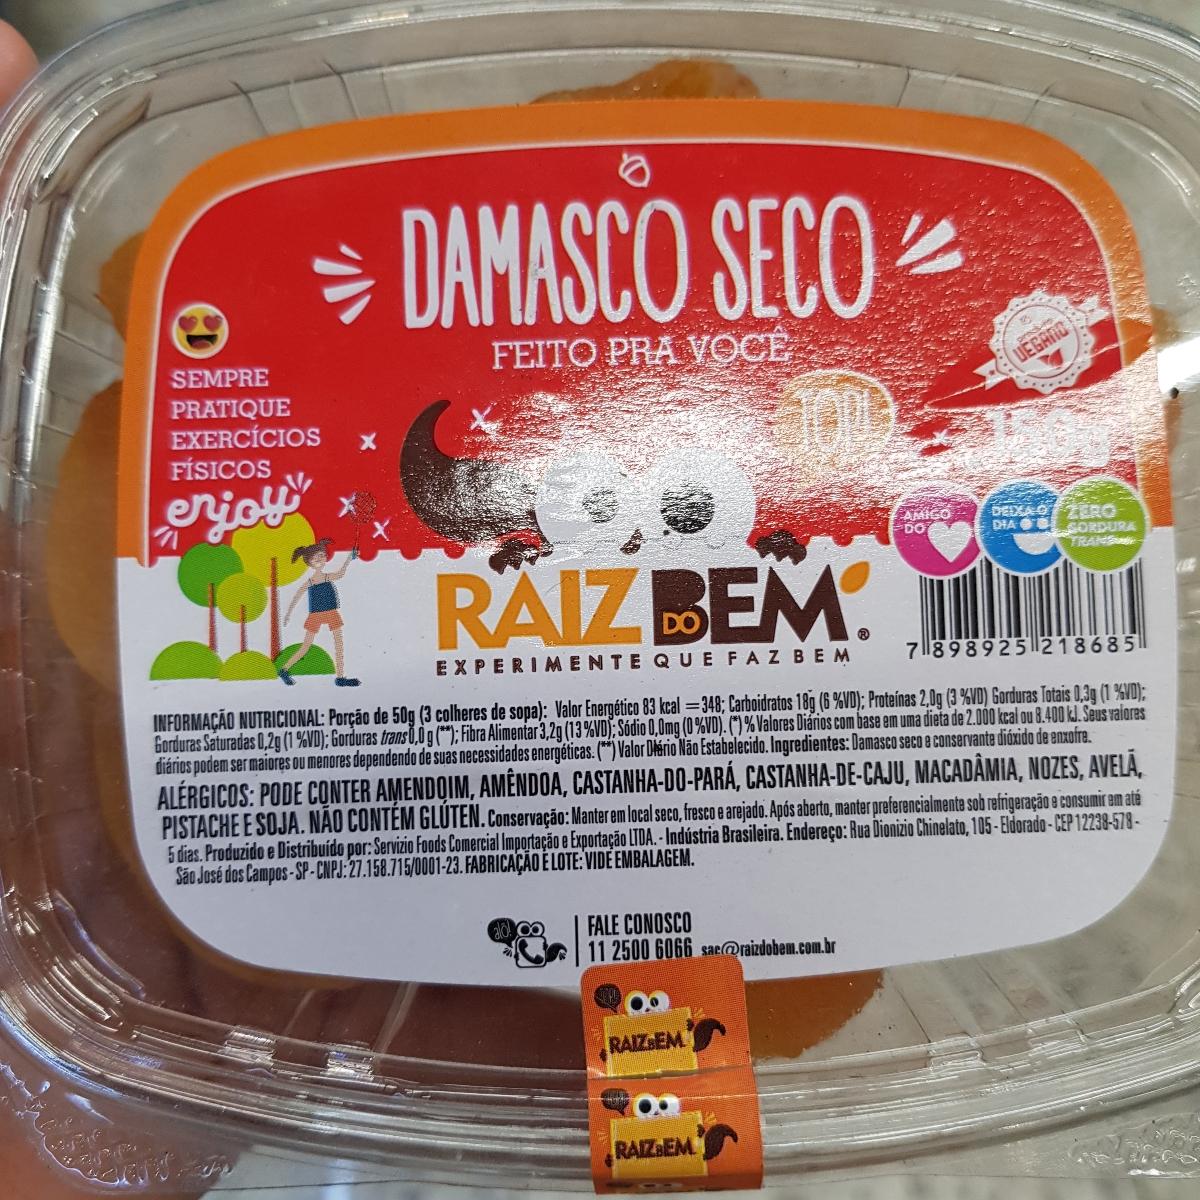 DAMASCO SECO
FEITO PRA VOCÊ
SEMPRE
PRATIQUE
EXERCÍCIOS
FÍSICOS
enjoy
VEGANO
TOP!
150g
AMIGO
DO
DEIXA O
DIA
ZERO
GORDURA
TRANS
RAIZ DO BEM®
EXPERIMENTE QUE FAZ BEM
7 898925 218685
INFORMAÇÃO NUTRICIONAL: Porção de 50g (3 colheres de sopa): Valor Energético 83 kcal =348; Carboidratos 18g (6 %VD); Proteínas 2,0g (3 %VD) Gorduras Totais 0,3g (1 %VD);
Gorduras Saturadas 0,2g (1 %VD); Gorduras trans 0,0 g (**); Fibra Alimentar 3,2g (13 %VD); Sódio 0,0mg (0 %VD). (*) % Valores Diários com base em uma dieta de 2.000 kcal ou 8.400 kJ. Seus valores
diários podem ser maiores ou menores dependendo de suas necessidades energéticas. (**) Valor Diário Não Estabelecido. Ingredientes: Damasco seco e conservante dióxido de enxofre.
ALÉRGICOS: PODE CONTER AMENDOIM, AMÊNDOA, CASTANHA-DO-PARÁ, CASTANHA-DE-CAJU, MACADÂMIA, NOZES, AVELÃ,
PISTACHE E SOJA. NÃO CONTÉM GLÚTEN. Conservação: Manter em local seco, fresco e arejado. Após aberto, manter preferencialmente sob refrigeração e consumir em até
5 dias. Produzido e Distribuído por: Servizio Foods Comercial Importação e Exportação LTDA. - Indústria Brasileira. Endereço: Rua Dionizio Chinelato, 105 - Eldorado - CEP 12238-578 -
São José dos Campos - SP - CNPJ: 27.158.715/0001-23. FABRICAÇÃO E LOTE: VIDE EMBALAGEM.
alô!
FALE CONOSCO
11 2500 6066 sac@raizdobem.com.br
RAIZ DO BEM
RAIZ DO BEM